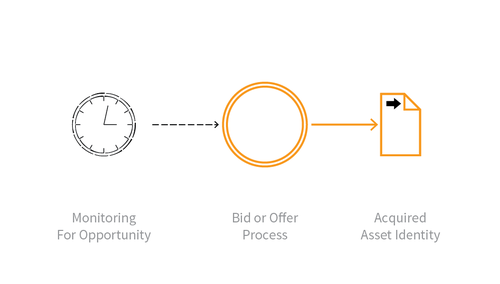 Monitoring
For Opportunity
Bid or Offer
Process
Acquired
Asset Identity